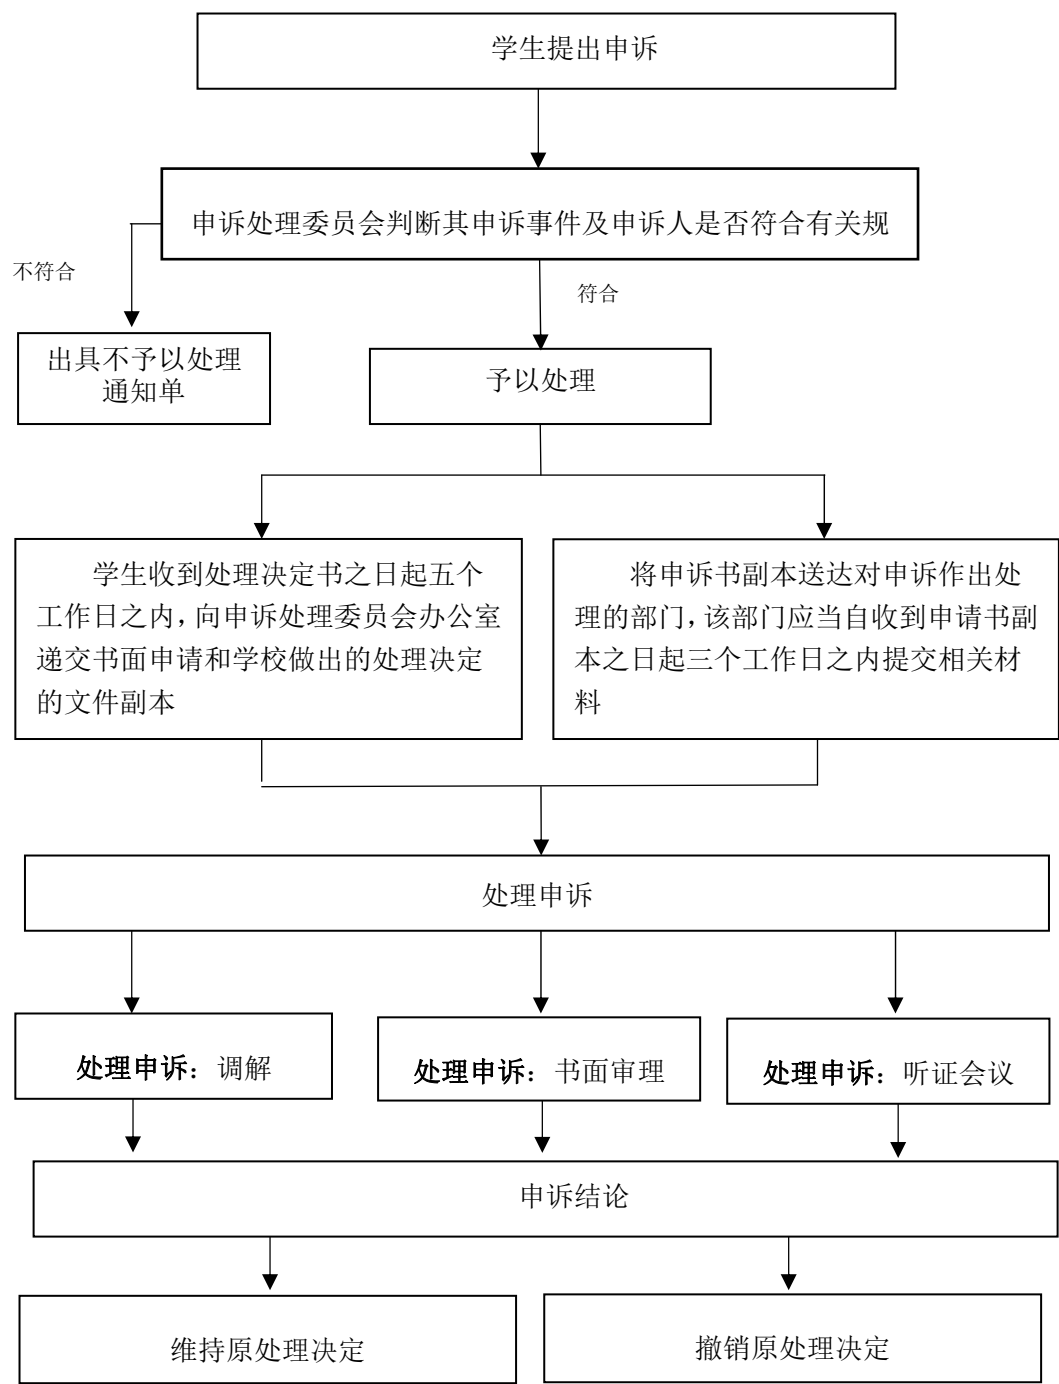 学生提出申诉
申诉处理委员会判断其申诉事件及申诉人是否符合有关规
不符合
符合
出具不予以处理
通知单
予以处理
学生收到处理决定书之日起五个
工作日之内，向申诉处理委员会办公室
递交书面申请和学校做出的处理决定
的文件副本
将申诉书副本送达对申诉作出处
理的部门，该部门应当自收到申请书副
本之日起三个工作日之内提交相关材
料
处理申诉
处理申诉：调解
处理申诉：书面审理
处理申诉：听证会议
申诉结论
维持原处理决定
撤销原处理决定